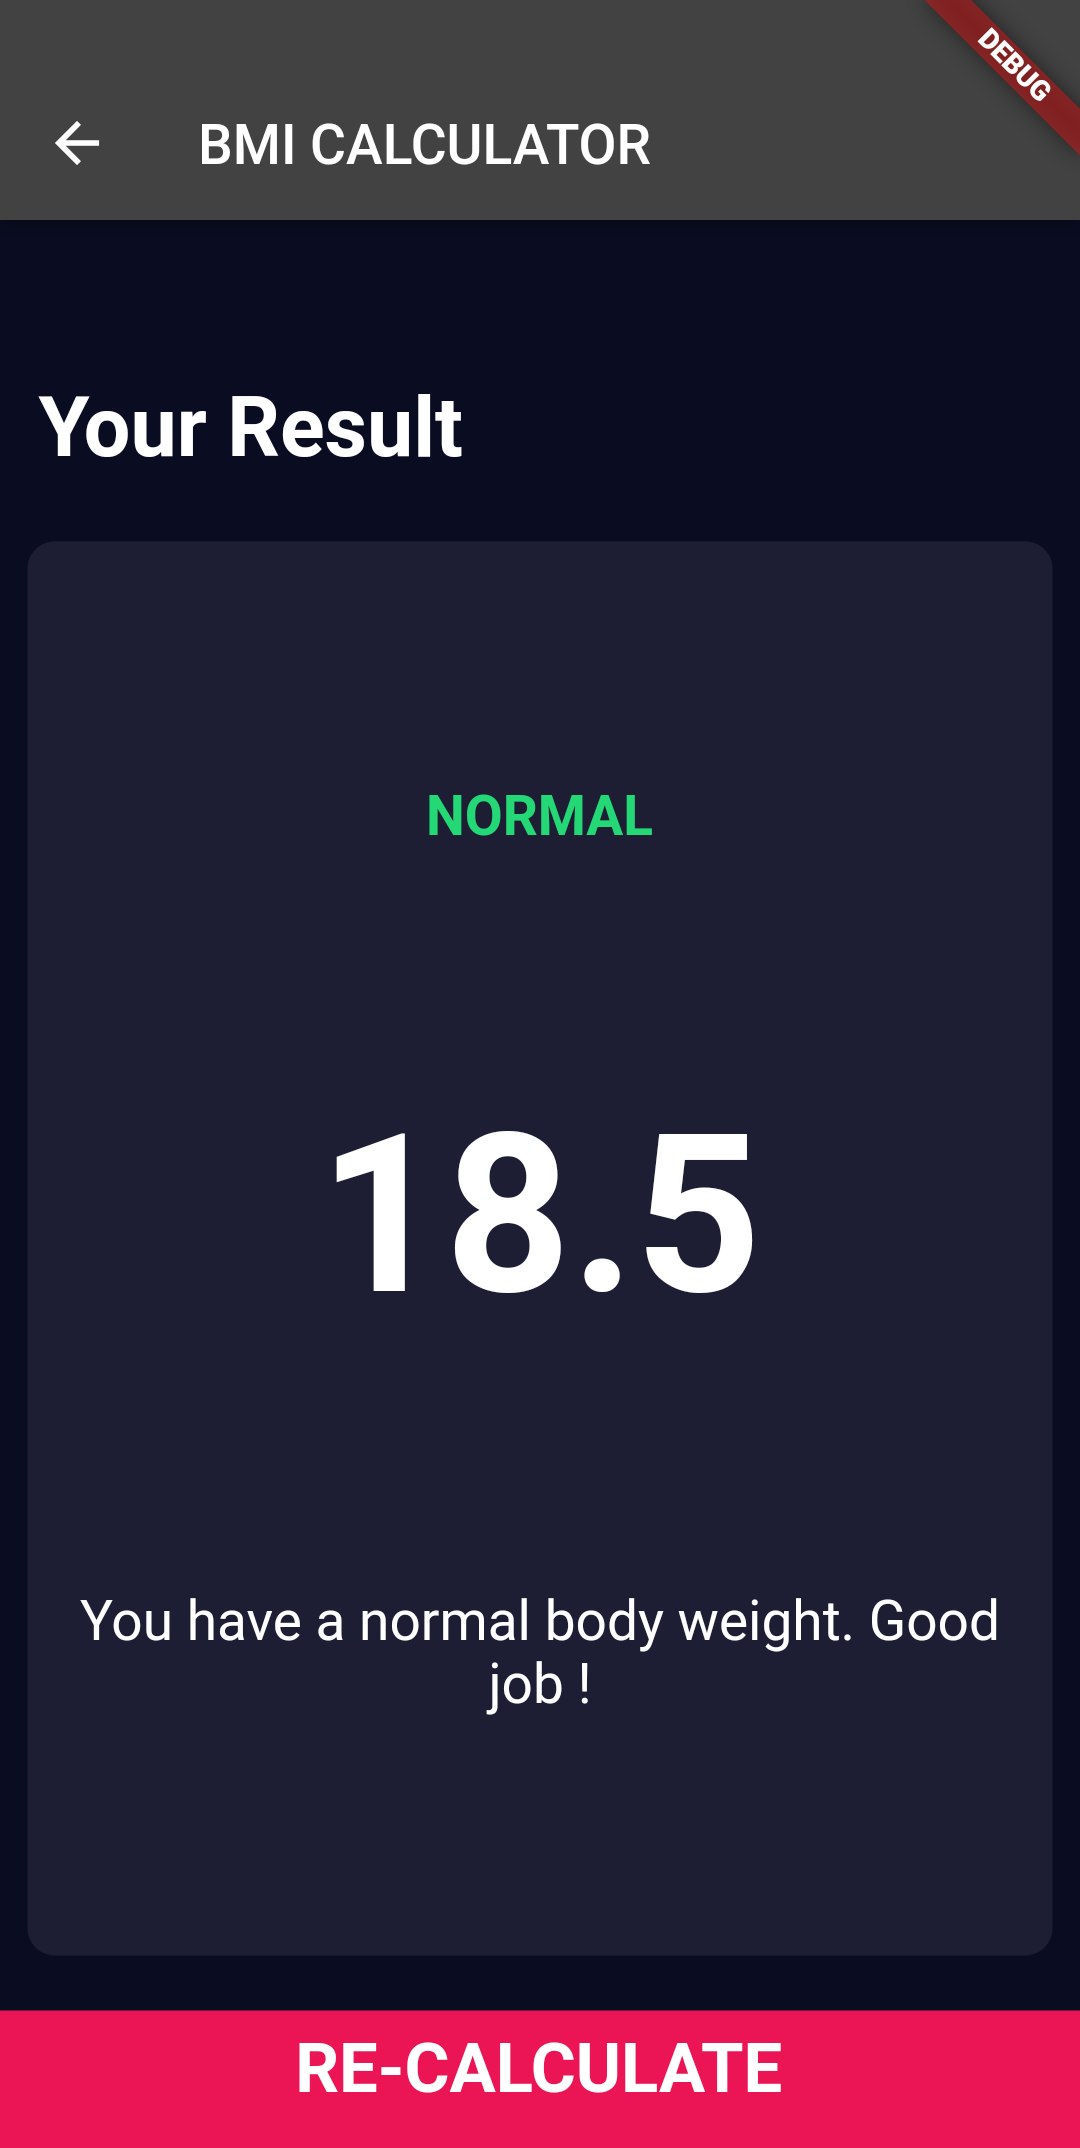 DEBUG
BMI CALCULATOR
Your Result
NORMAL
18.5
You have a normal body weight. Good
job !
RE-CALCULATE